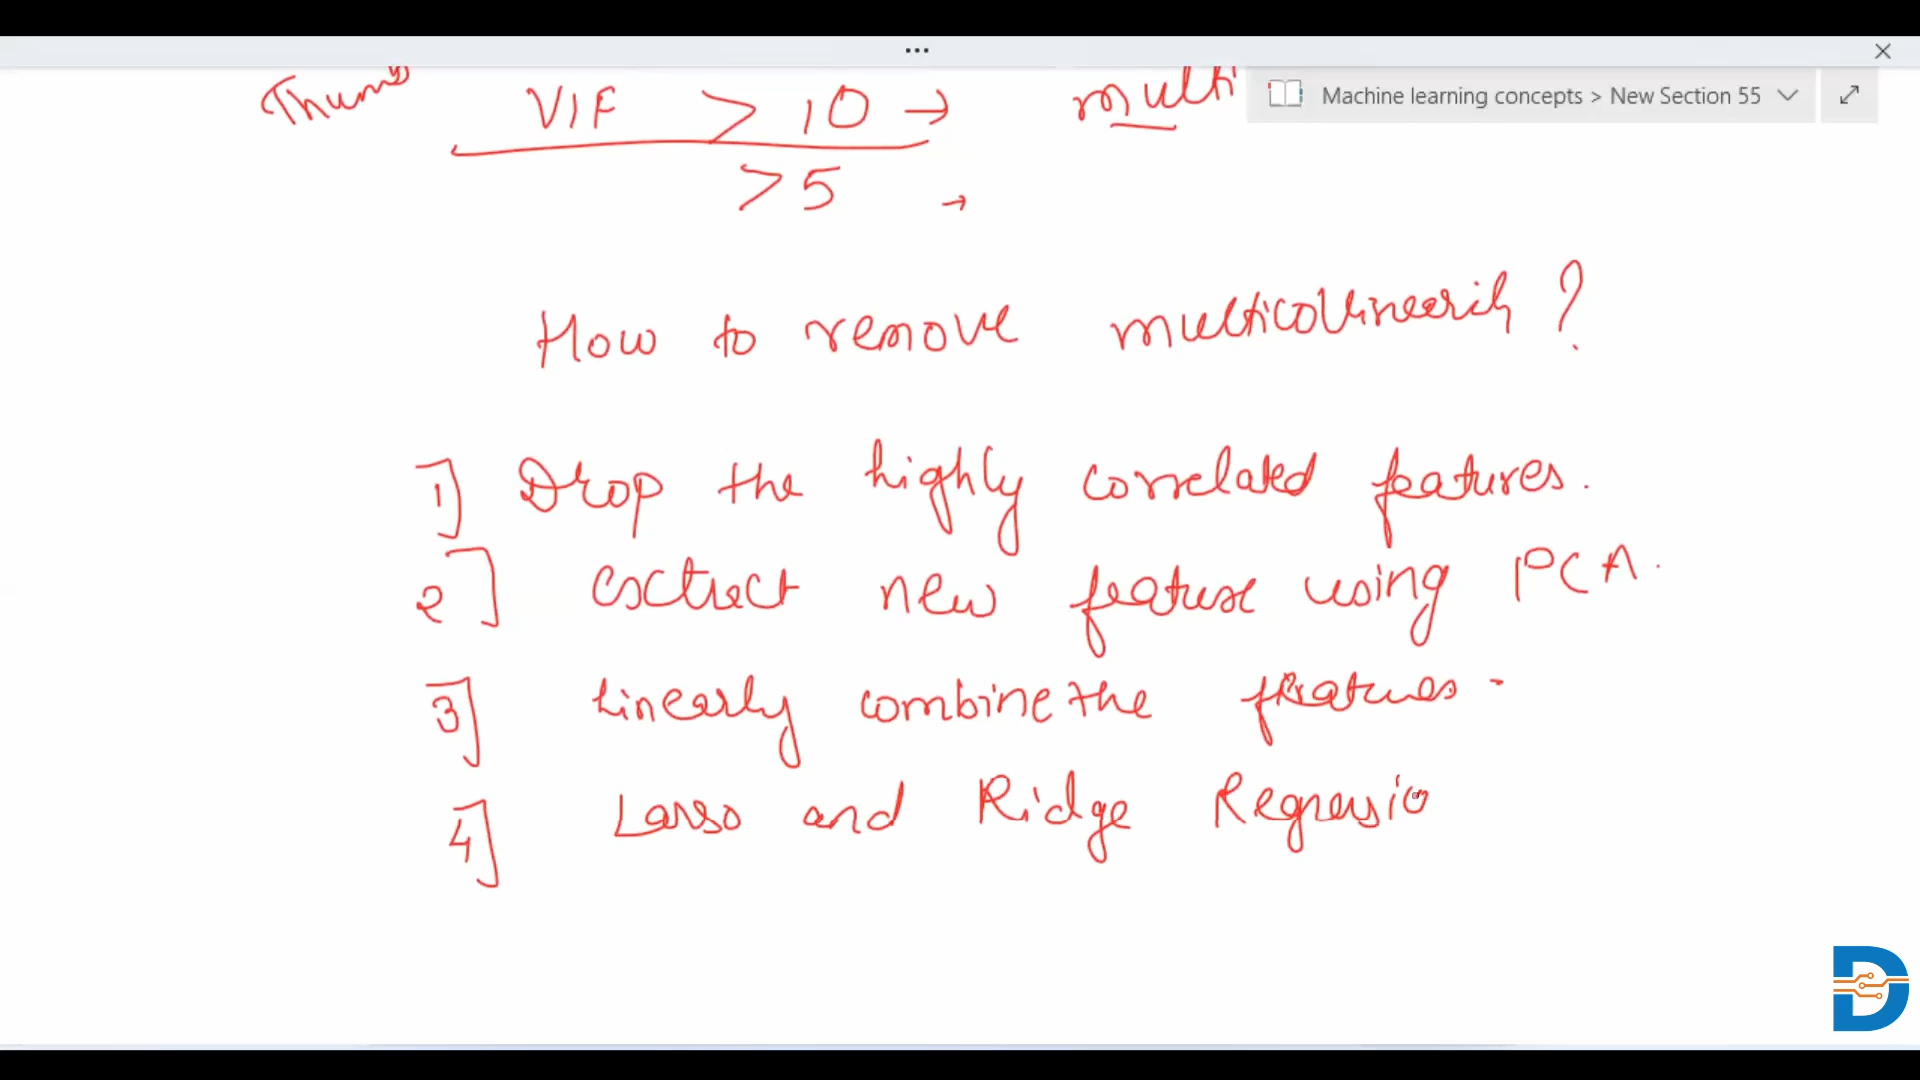 Thumb VIF > 10 → multi
Machine learning concepts > New Section 55
> 5 →
How to remove multicollinearity ?
1] Drop the highly correlated features.
2] extract new feature using PCA.
3] linearly combine the features.
4] Lasso and Ridge Regressio